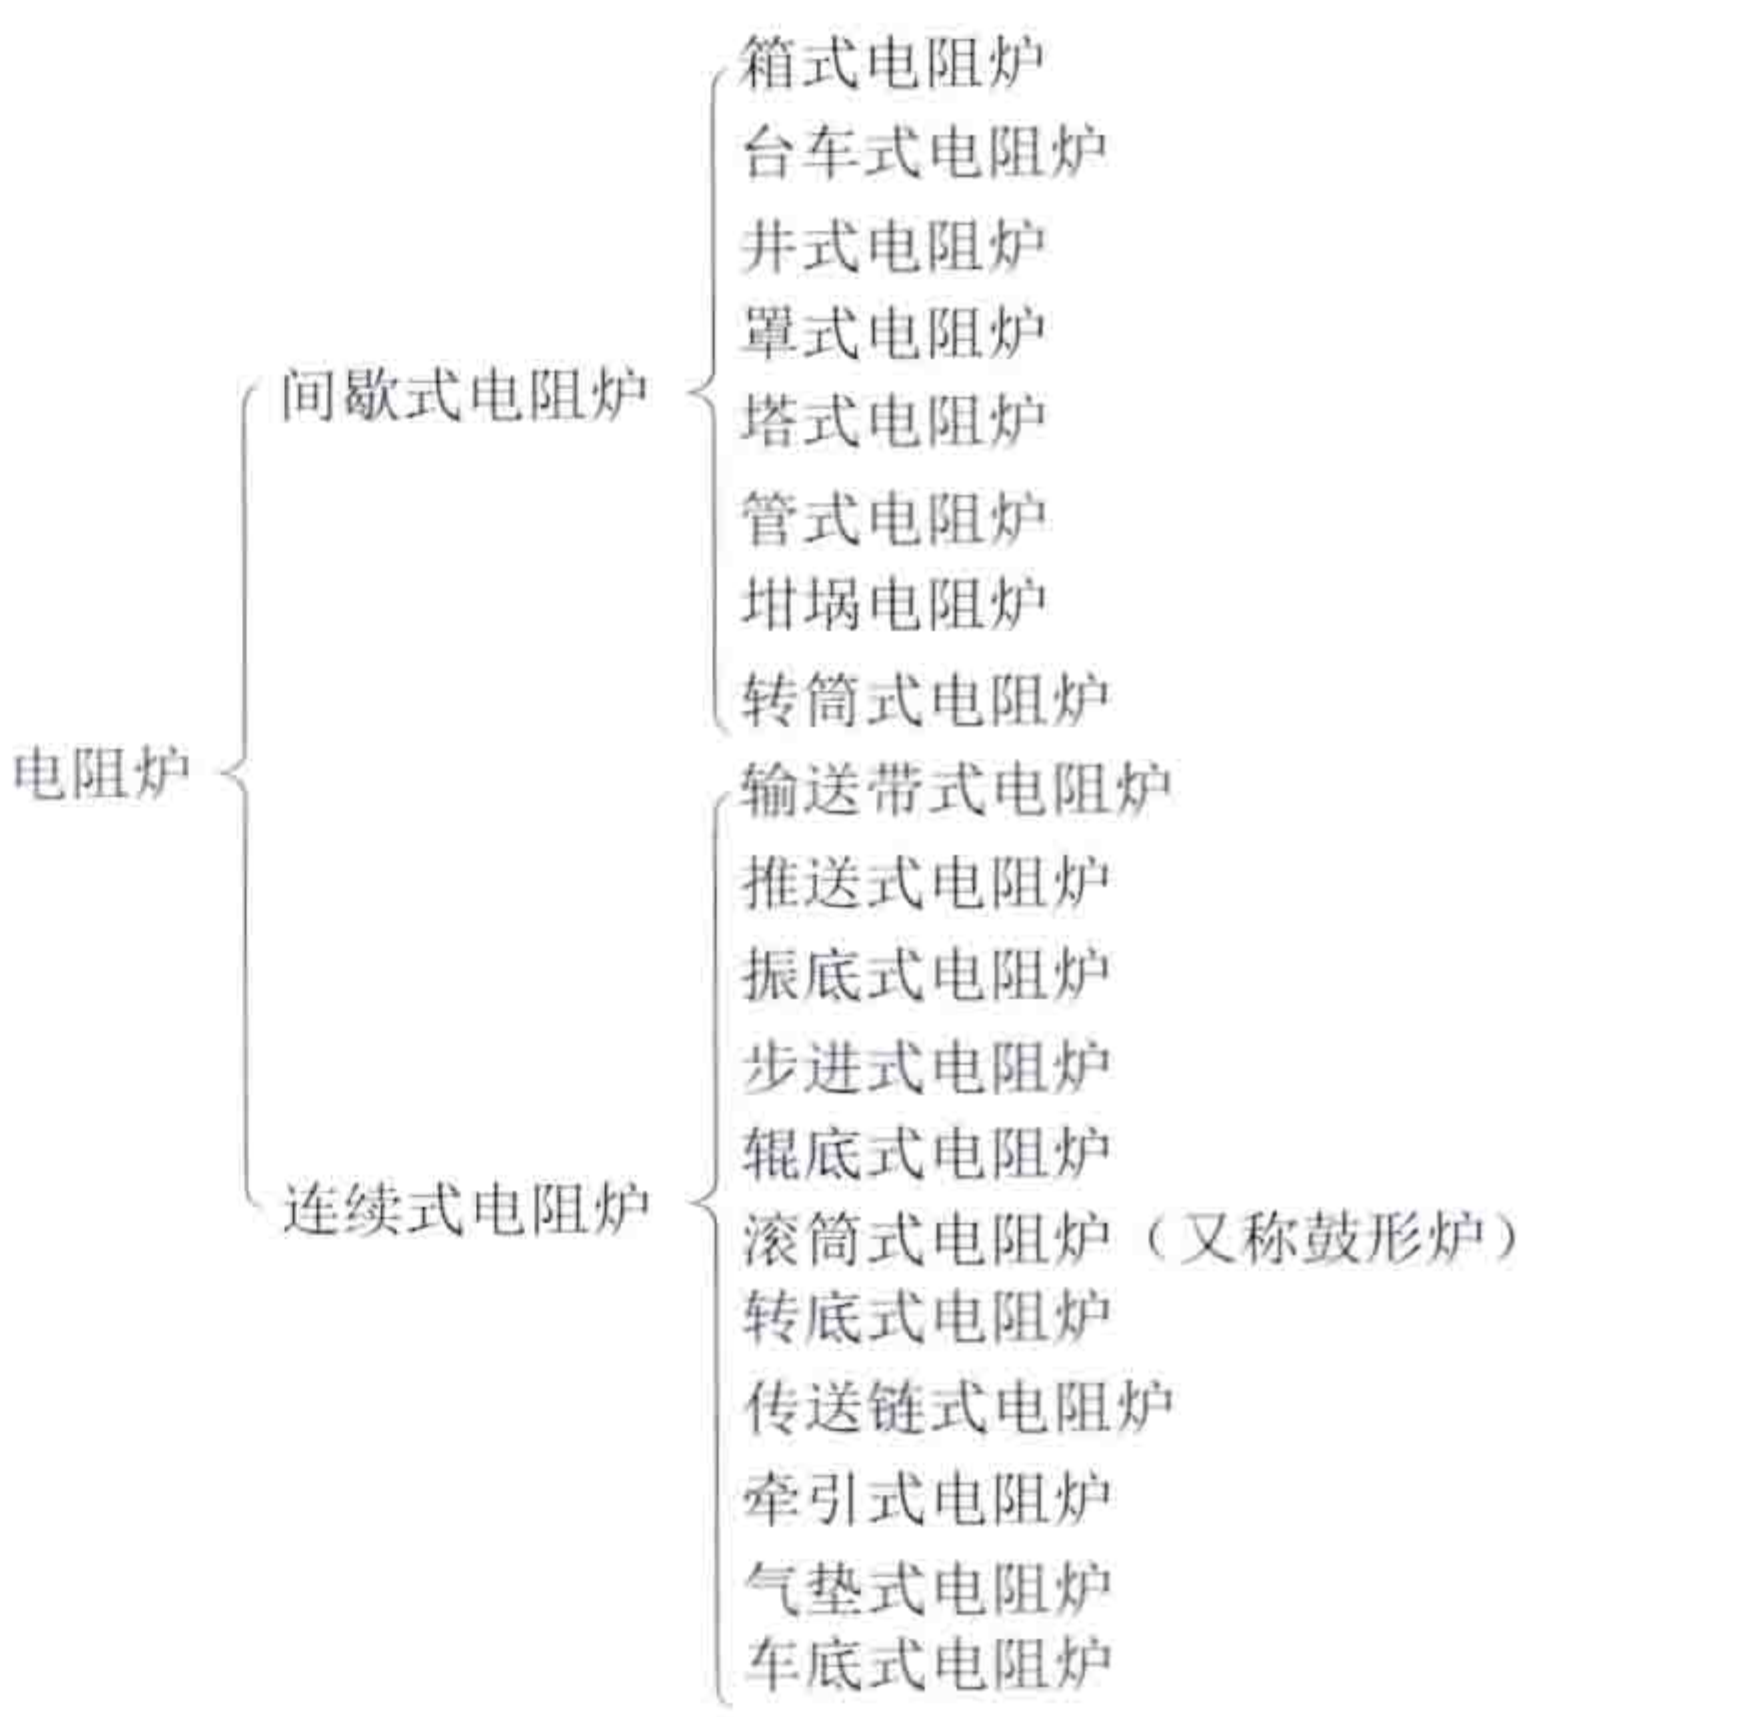 电阻炉
间歇式电阻炉
箱式电阻炉
台车式电阻炉
井式电阻炉
罩式电阻炉
塔式电阻炉
管式电阻炉
坩埚电阻炉
转筒式电阻炉
连续式电阻炉
输送带式电阻炉
推送式电阻炉
振底式电阻炉
步进式电阻炉
辊底式电阻炉
滚筒式电阻炉（又称鼓形炉）
转底式电阻炉
传送链式电阻炉
牵引式电阻炉
气垫式电阻炉
车底式电阻炉